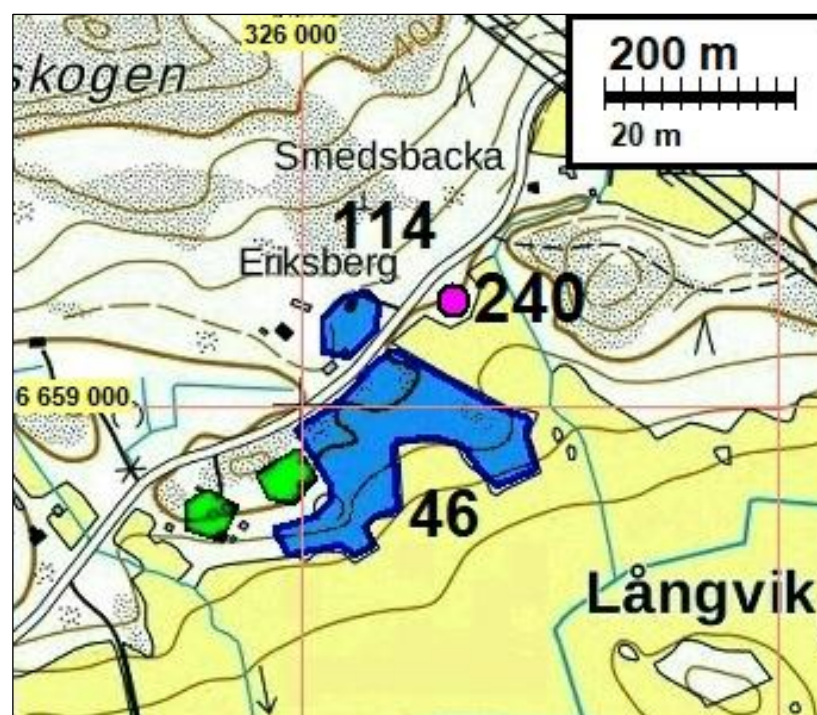 326 000
200 m
20 m
skogen
Smedsbacka
114
Eriksberg
240
6 659 000
46
Långvik